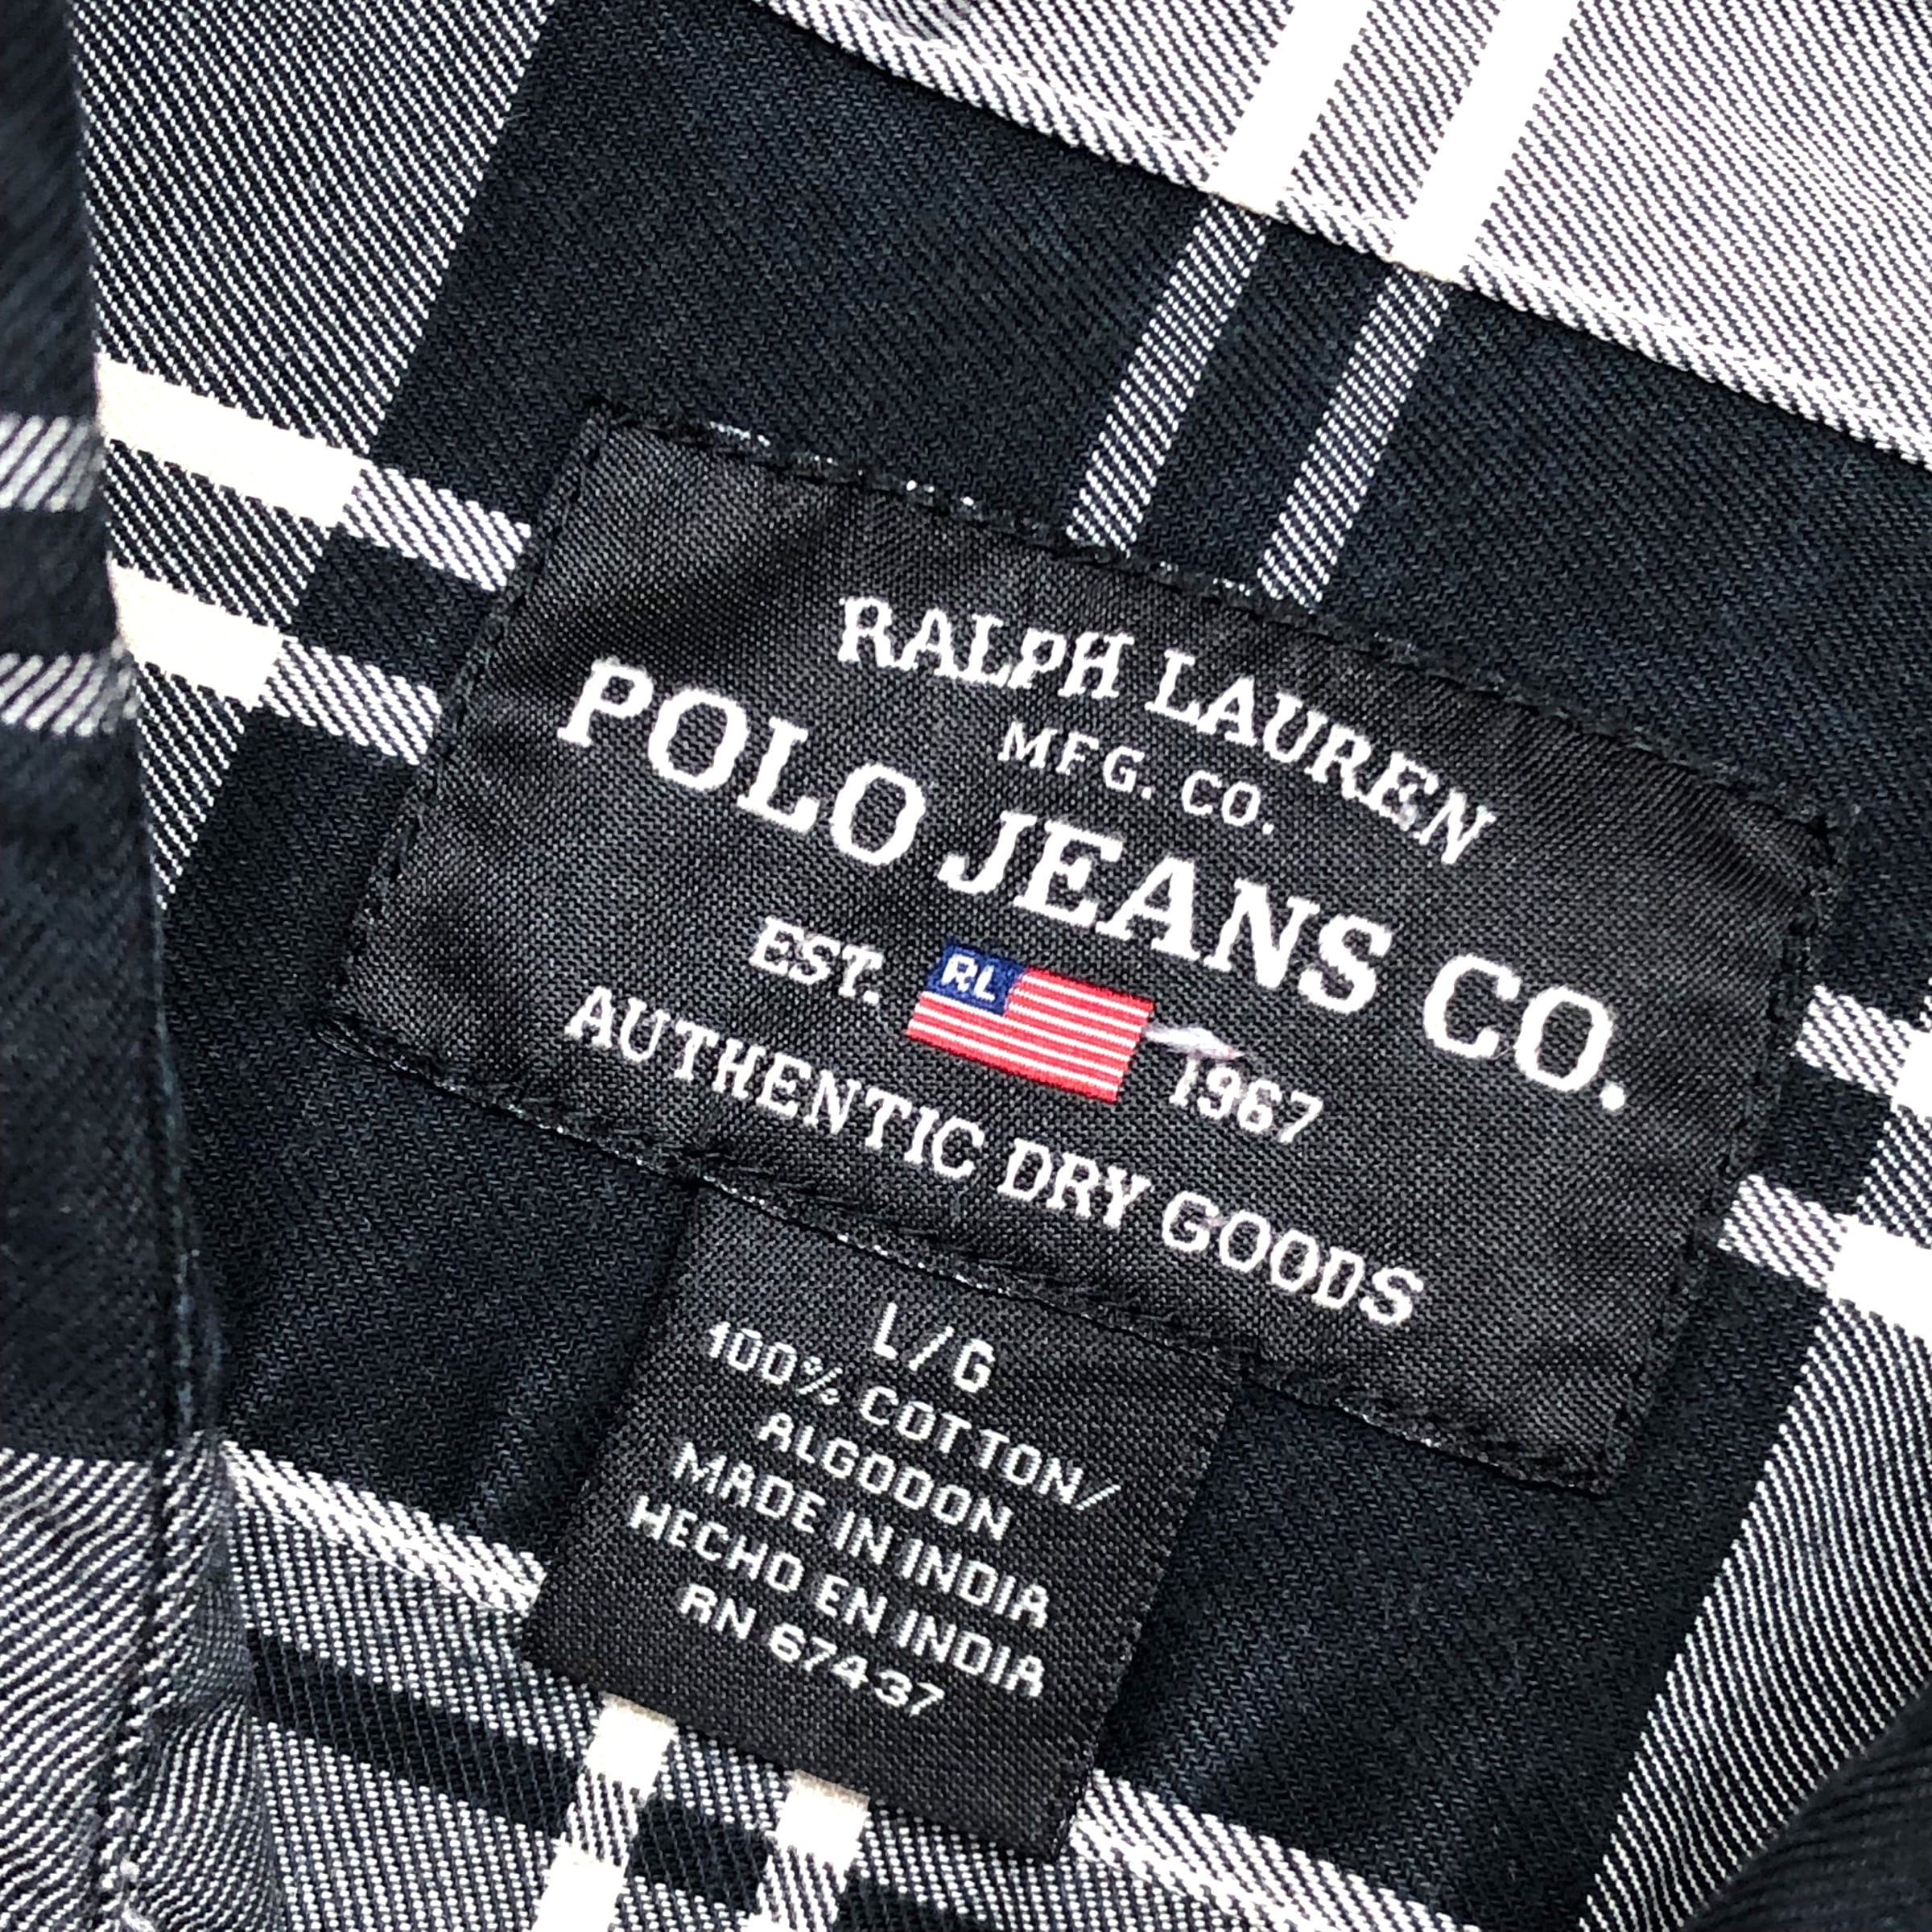 RALPH LAUREN
MFG. CO.
POLO JEANS CO.
EST. RL 1967
AUTHENTIC DRY GOODS
L/G
100% COTTON/
ALGODON
MADE IN INDIA
HECHO EN INDIA
RN 67437